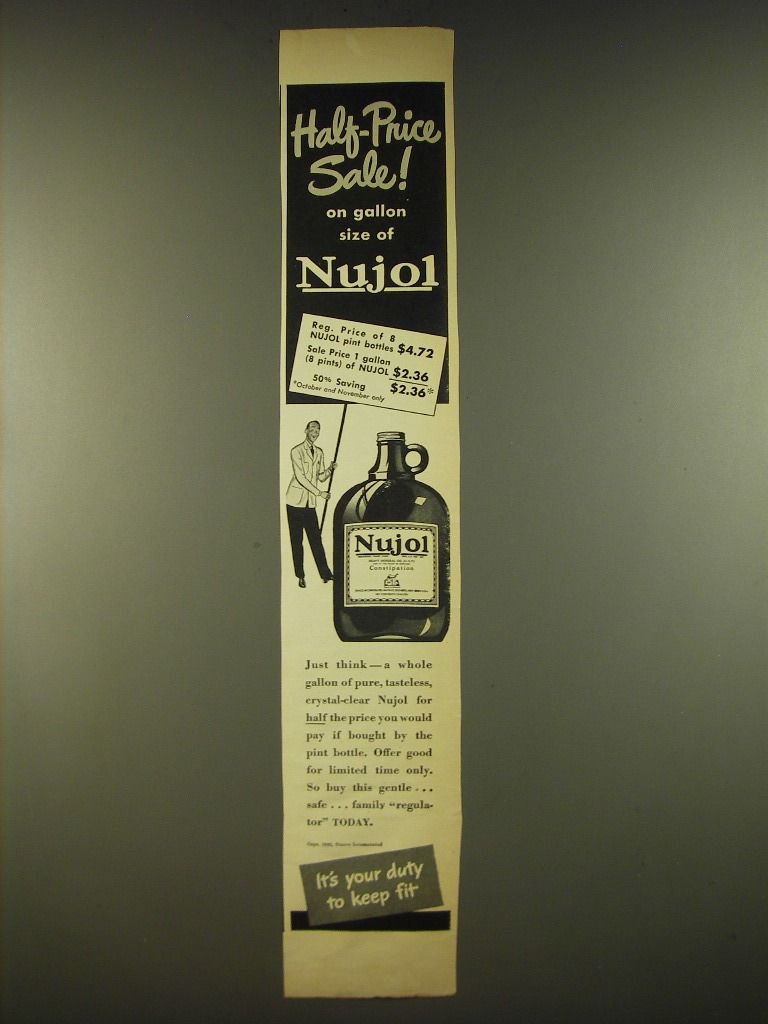 Half-Price
Sale!
on gallon
size of
Nujol
Reg. Price of 8
NUJOL pint bottles $4.72
Sale Price 1 gallon
(8 pints) of NUJOL $2.36
50% Saving $2.36*
*October and November only
Nujol
Constipation
Just think—a whole
gallon of pure, tasteless,
crystal-clear Nujol for
half the price you would
pay if bought by the
pint bottle. Offer good
for limited time only.
So buy this gentle...
safe... family “regula-
tor” TODAY.
It's your duty
to keep fit